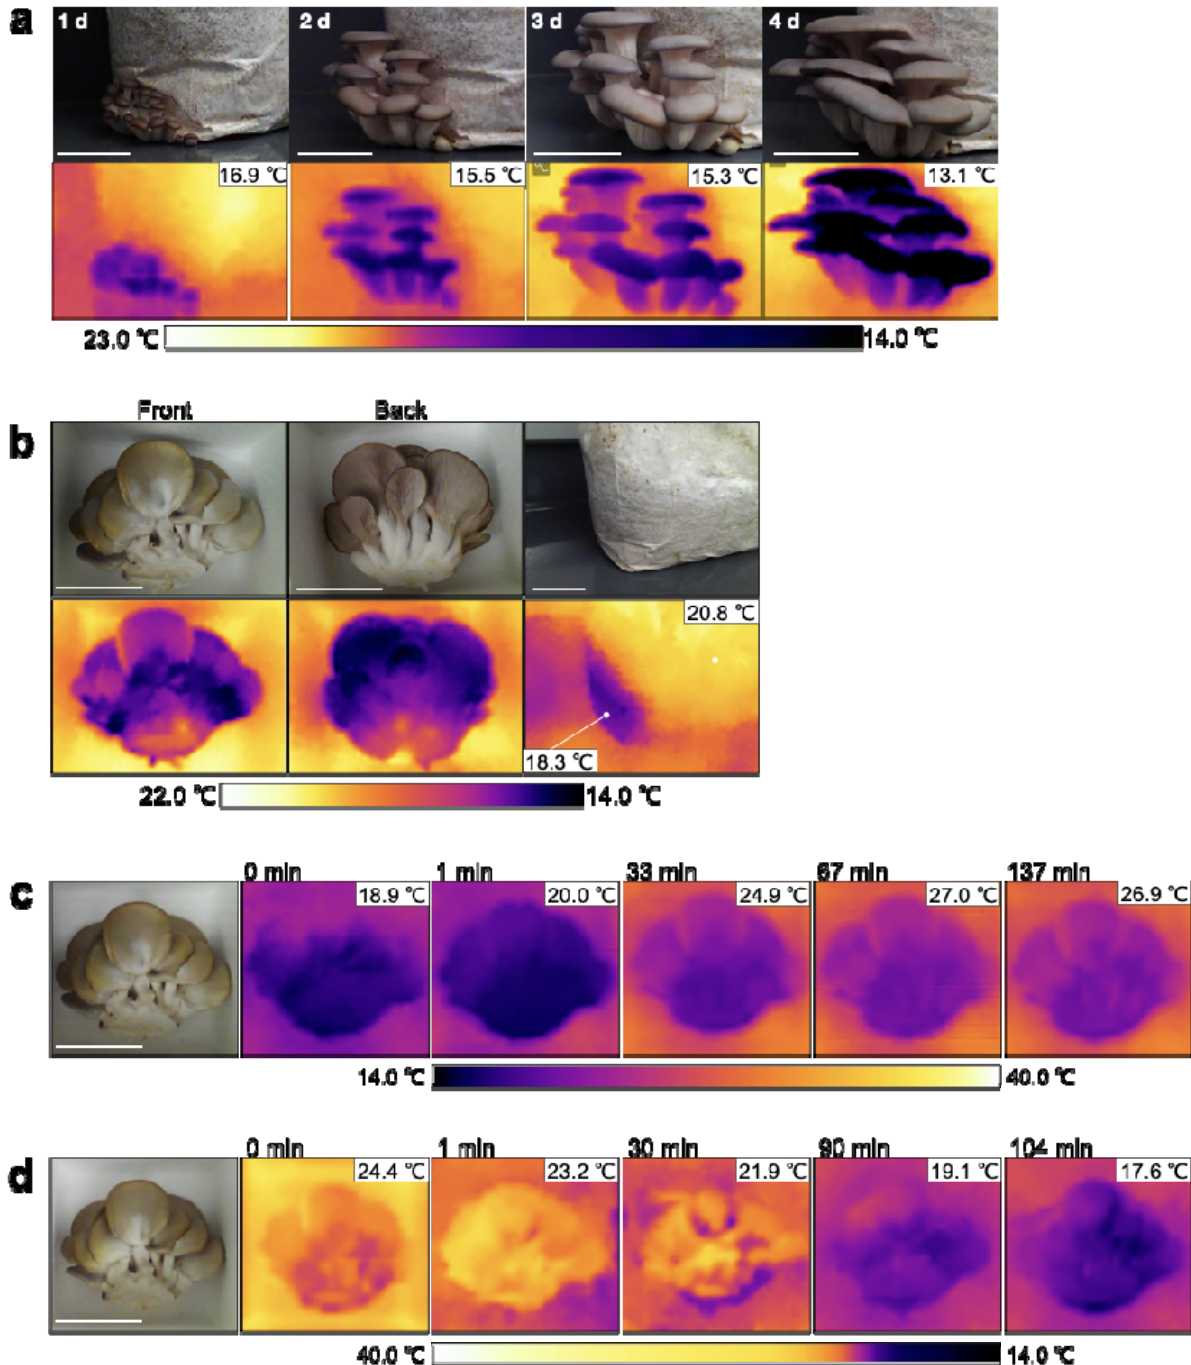 a
1 d 2 d 3 d 4 d
16.9 ℃ 15.5 ℃ 15.3 ℃ 13.1 ℃
℃
23.0 ℃ 14.0 ℃
Front Back
b
20.8 ℃
18.3 ℃
22.0 ℃ 14.0 ℃
0 min 1 min 33 min 67 min 137 min
c
18.9 ℃ 20.0 ℃ 24.9 ℃ 27.0 ℃ 26.9 ℃
14.0 ℃ 40.0 ℃
0 min 1 min 30 min 90 min 104 min
d
24.4 ℃ 23.2 ℃ 21.9 ℃ 19.1 ℃ 17.6 ℃
40.0 ℃ 14.0 ℃